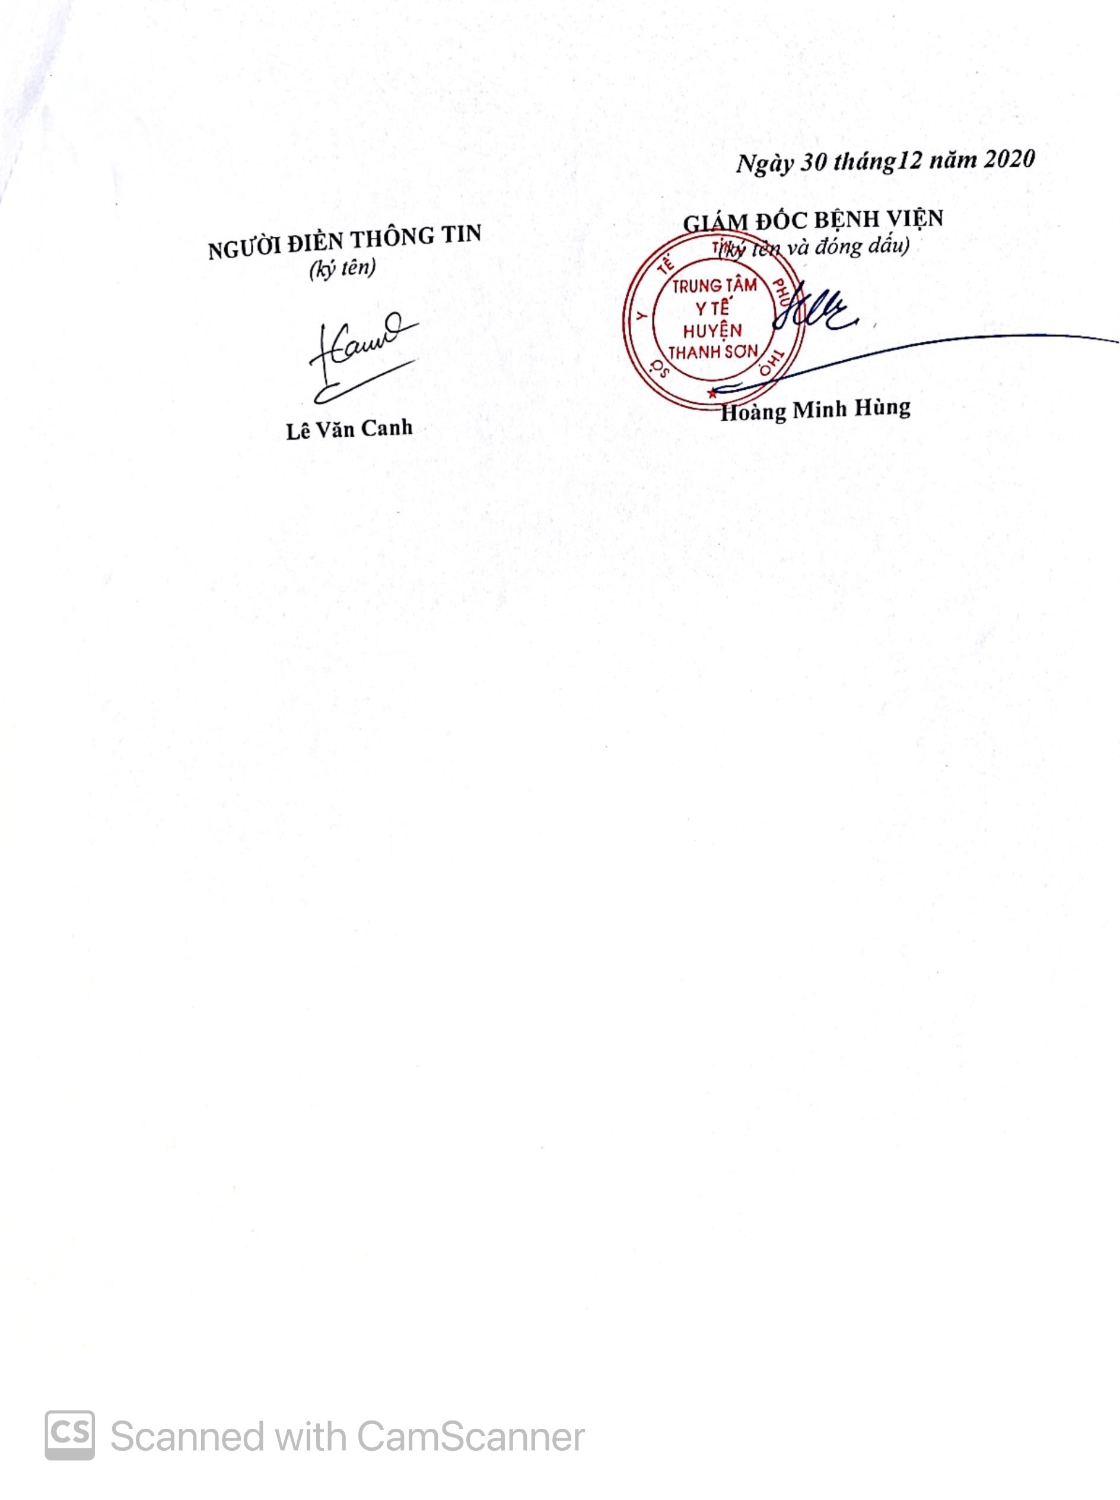 Ngày 30 tháng12 năm 2020
NGƯỜI ĐIỀN THÔNG TIN
(ký tên)
GIÁM ĐỐC BỆNH VIỆN
(ký tên và đóng dấu)
SỞ Y TẾ TỈNH PHÚ THỌ
TRUNG TÂM
Y TẾ
HUYỆN
THANH SƠN
Lê Văn Canh
Hoàng Minh Hùng
CS Scanned with CamScanner